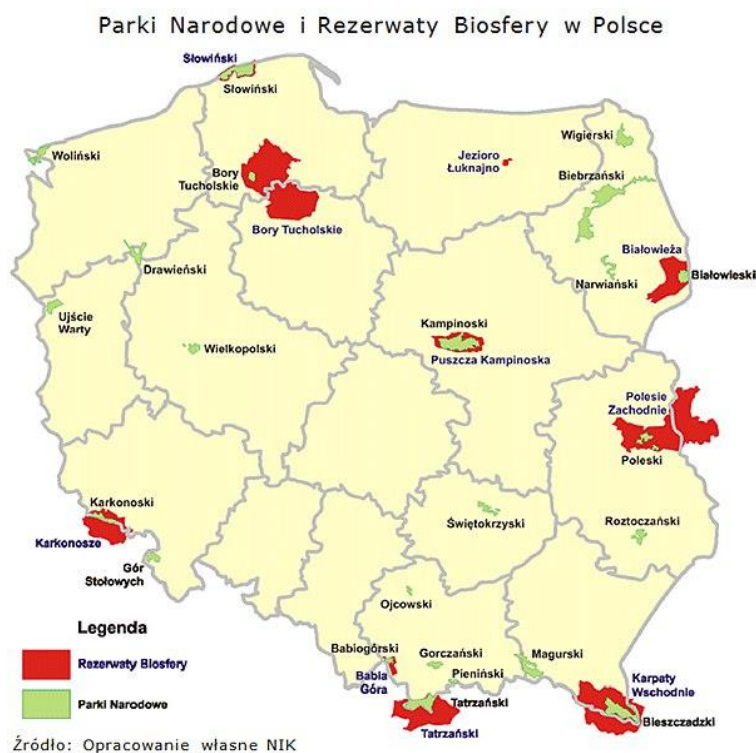 Parki Narodowe i Rezerwaty Biosfery w Polsce
Słowiński
Słowiński
Woliński
Bory
Tucholskie
Bory Tucholskie
Jezioro
Łuknajno
Wigierski
Biebrzański
Drawieński
Białowieża
Białowieski
Narwiański
Ujście
Warty
Wielkopolski
Kampinoski
Puszcza Kampinoska
Polesie
Zachodnie
Poleski
Karkonoski
Karkonosze
Gór
Stołowych
Świętokrzyski
Roztoczański
Ojcowski
Babiogórski
Gorczański
Magurski
Babia
Góra
Pieniński
Tatrzański
Tatrzański
Karpaty
Wschodnie
Bieszczadzki
Legenda
Rezerwaty Biosfery
Parki Narodowe
Źródło: Opracowanie własne NIK